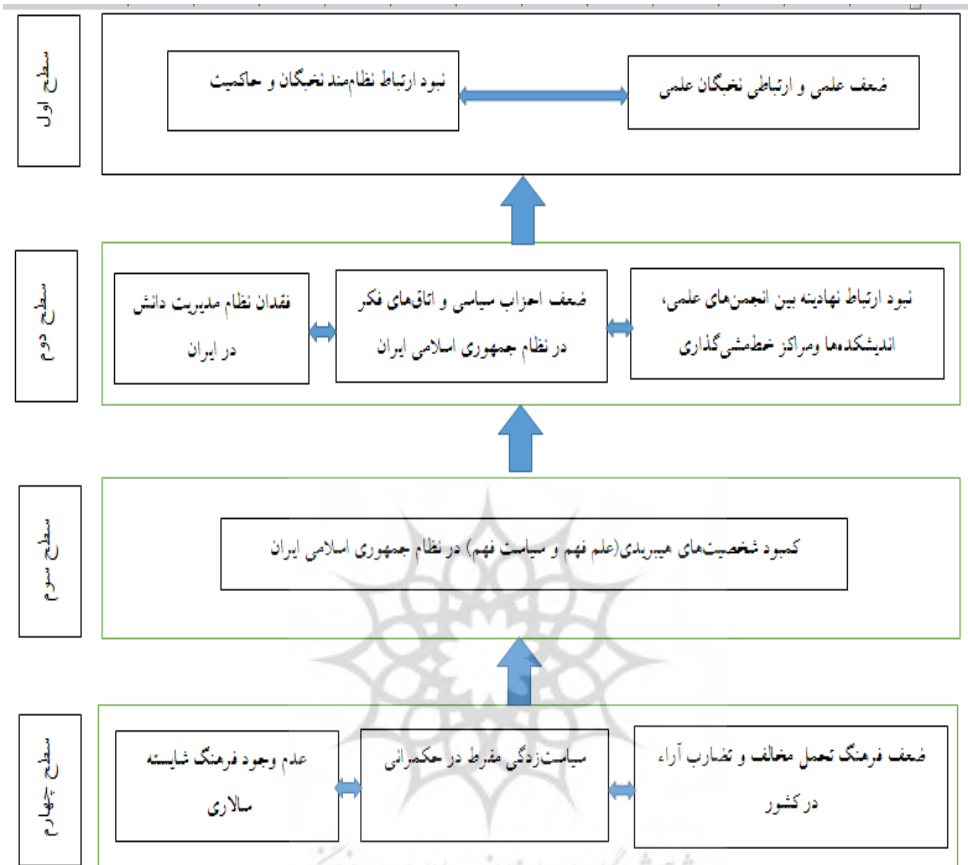 سطح اول
ضعف علمی و ارتباطی نخبگان علمی
نبود ارتباط نظام‌مند نخبگان و حاکمیت
سطح دوم
نبود ارتباط نهادینه بین انجمن‌های علمی،
اندیشکده‌ها ومراکز خط‌مشی‌گذاری
ضعف احزاب سیاسی و اتاق‌های فکر
در نظام جمهوری اسلامی ایران
فقدان نظام مدیریت دانش
در ایران
سطح سوم
کمبود شخصیت‌های هیبریدی(علم فهم و سیاست فهم) در نظام جمهوری اسلامی ایران
سطح چهارم
ضعف فرهنگ تحمل مخالف و تضارب آراء
در کشور
سیاست‌زدگی مفرط در حکمرانی
عدم وجود فرهنگ شایسته
سالاری